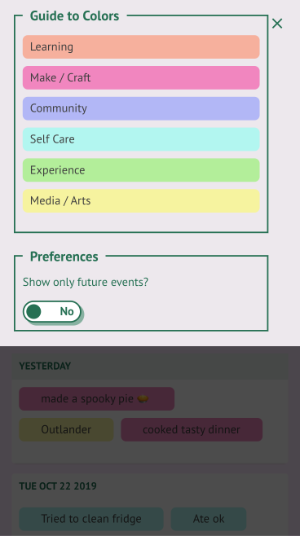 Guide to Colors
Learning
Make / Craft
Community
Self Care
Experience
Media / Arts
Preferences
Show only future events?
No
YESTERDAY
made a spooky pie 🥧
Outlander cooked tasty dinner
TUE OCT 22 2019
Tried to clean fridge Ate ok